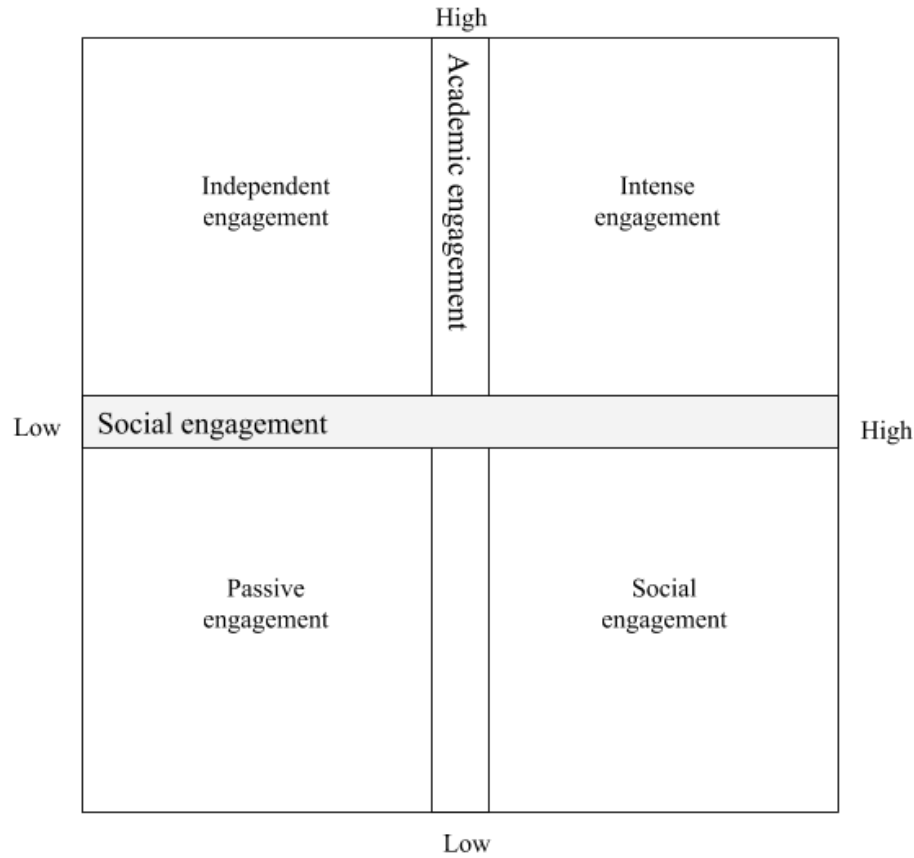 High
Academic engagement
Independent
engagement
Intense
engagement
Low
Social engagement
High
Passive
engagement
Social
engagement
Low